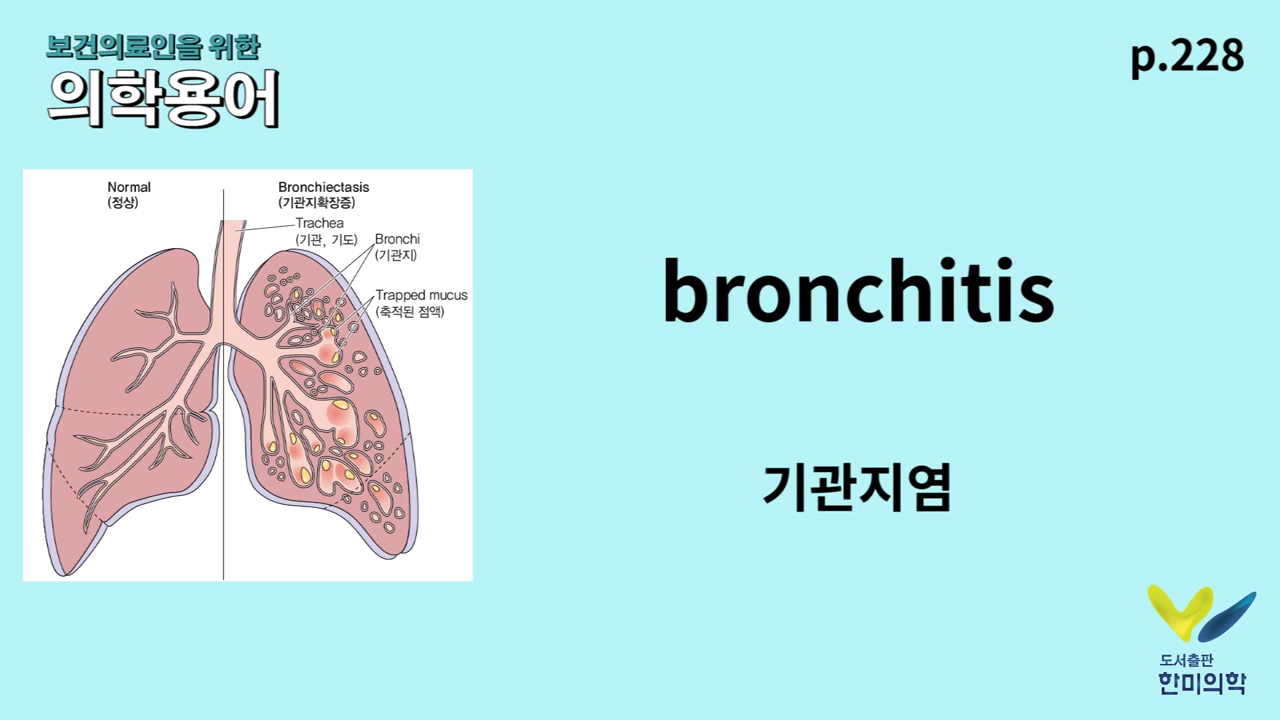 보건의료인을 위한
의학용어
p.228
Normal
(정상)
Bronchiectasis
(기관지확장증)
Trachea
(기관, 기도)
Bronchi
(기관지)
Trapped mucus
(축적된 점액)
bronchitis
기관지염
도서출판
한미의학